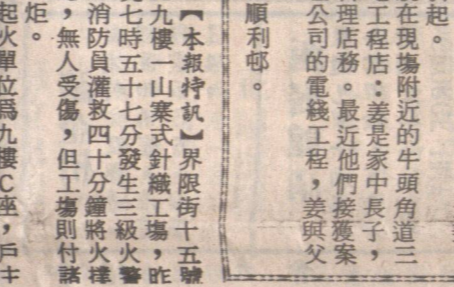 起。
在現場附近的牛頭角道三
工程店：姜是家中長子，
理店務。最近他們接獲案
公司的電綫工程，姜與父
順利邨。
【本報特訊】界限街十五號
九樓一山寨式針織工場，昨
七時五十七分發生三級火警
，無人受傷，但工場則付諸
消防員灌救四十分鐘將火撲
炬。
起火單位爲九樓C座，戶主